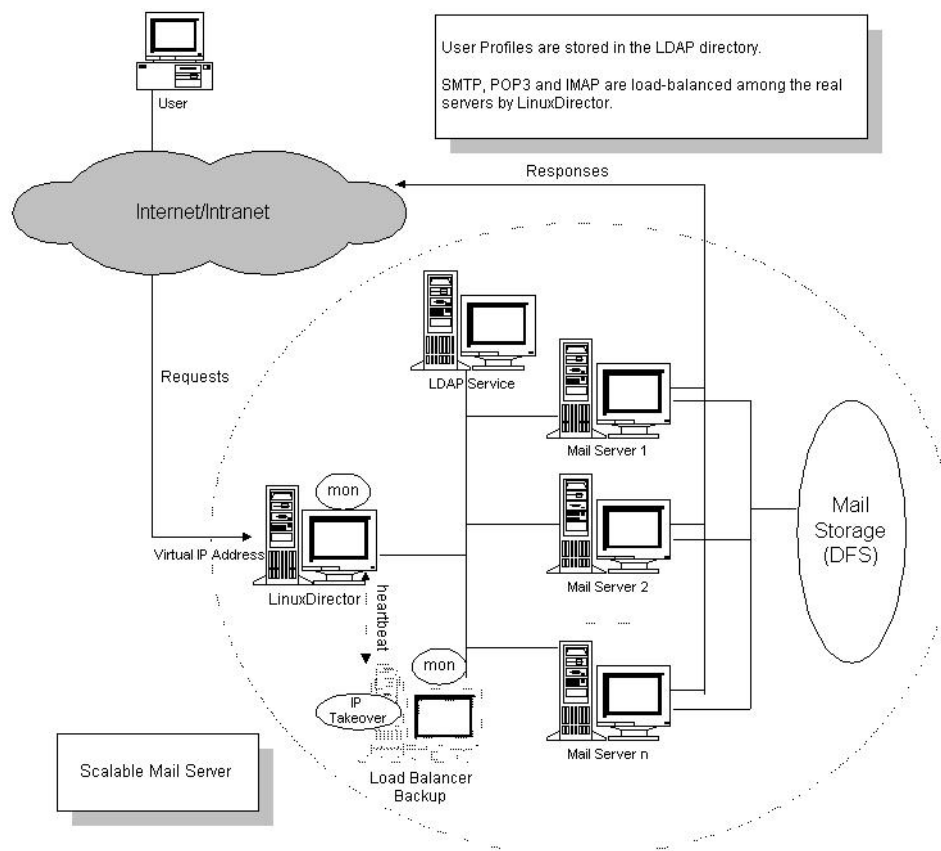 User Profiles are stored in the LDAP directory.
SMTP, POP3 and IMAP are load-balanced among the real
servers by LinuxDirector.
User
Responses
Internet/Intranet
Requests
LDAP Service
Mail Server 1
mon
Virtual IP Address
LinuxDirector
heartbeat
Mail Server 2
Mail
Storage
(DFS)
mon
IP
Takeover
Load Balancer
Backup
Mail Server n
Scalable Mail Server